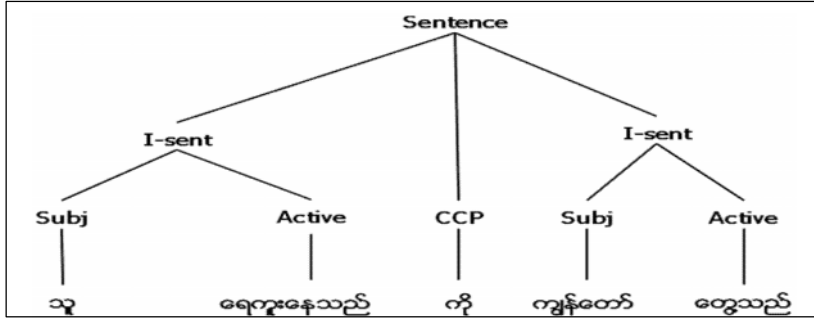 Sentence
I-sent I-sent
Subj Active CCP Subj Active
သူ ရေကူးနေသည် ကို ကျွန်တော် တွေ့သည်